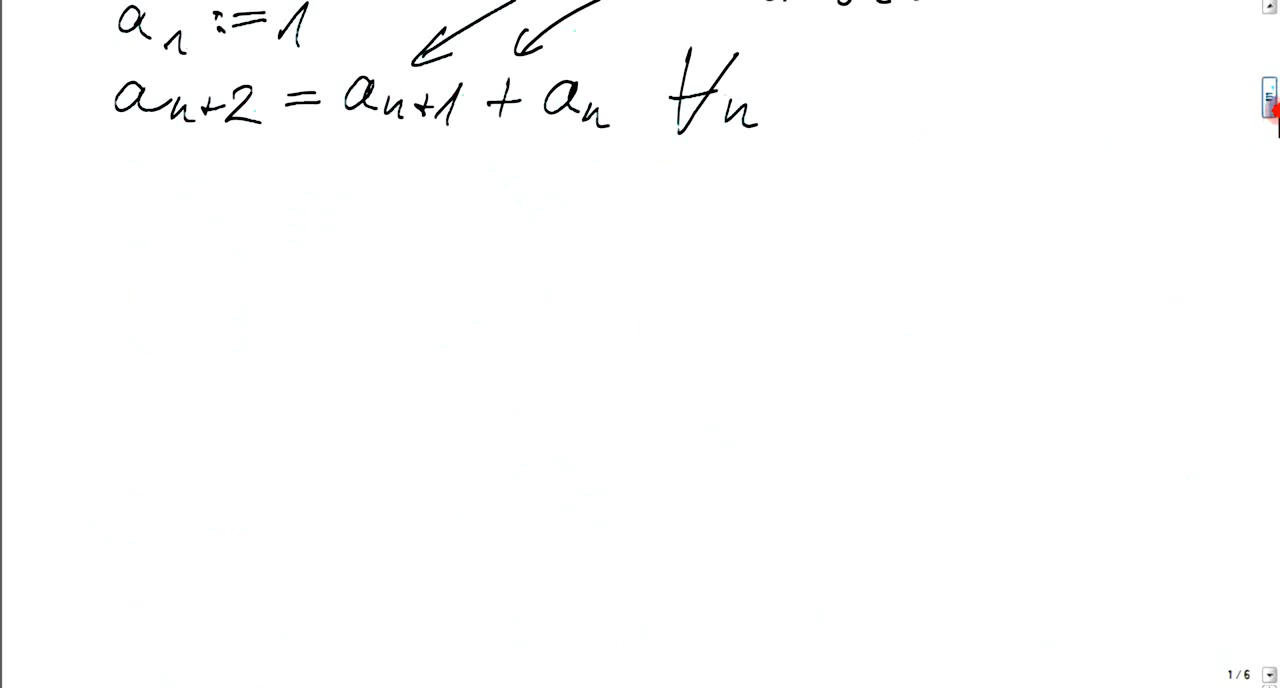 a₁ := 1
aₙ₊₂ = aₙ₊₁ + aₙ ∀n
1 / 6